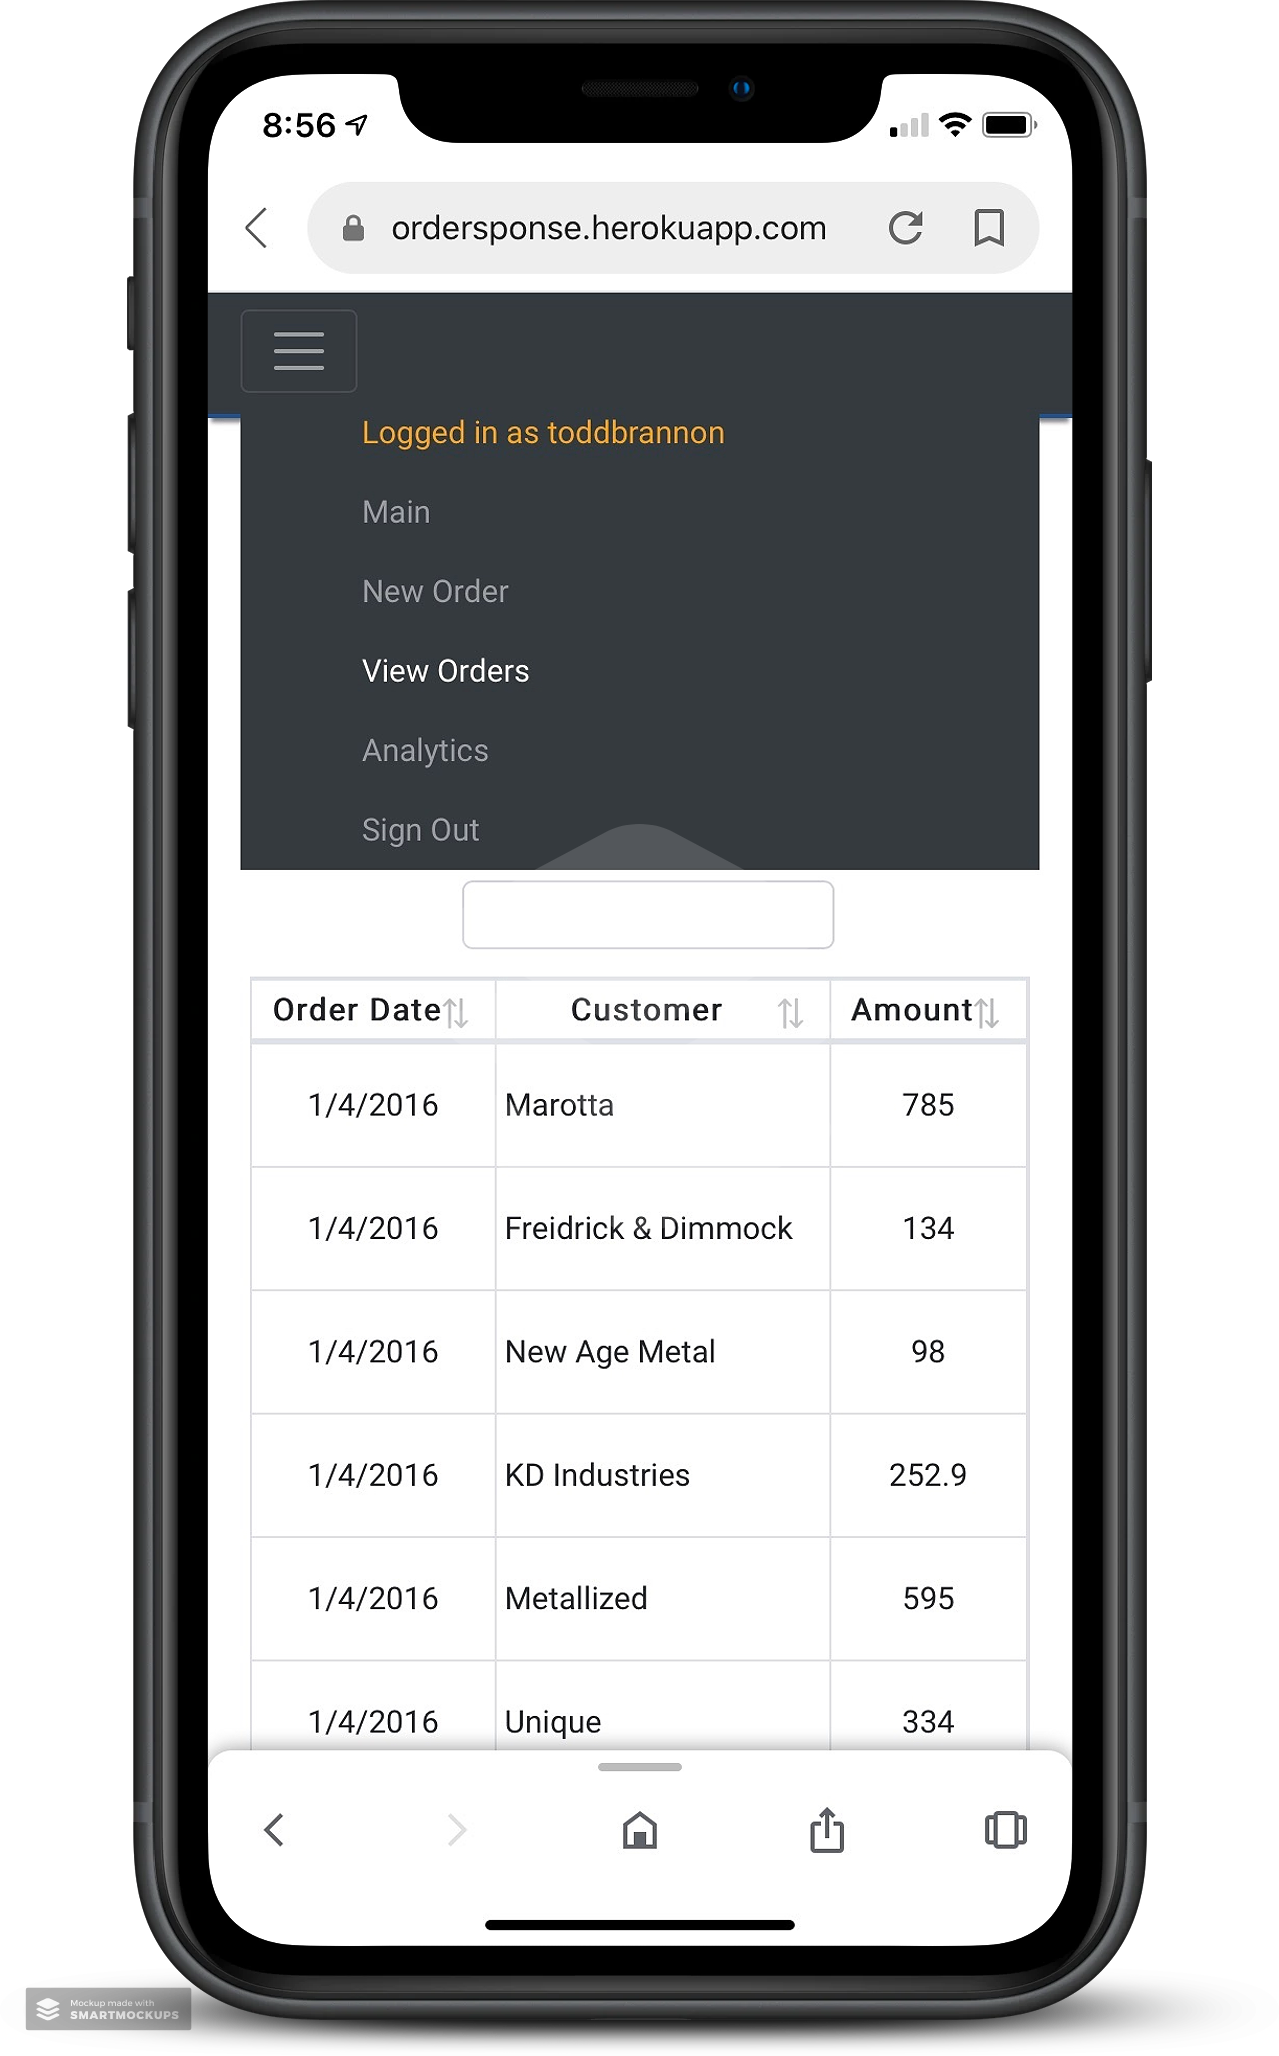 8:56
ordersponse.herokuapp.com
Logged in as toddbrannon
Main
New Order
View Orders
Analytics
Sign Out
Order Date Customer Amount
1/4/2016 Marotta 785
1/4/2016 Freidrick & Dimmock 134
1/4/2016 New Age Metal 98
1/4/2016 KD Industries 252.9
1/4/2016 Metallized 595
1/4/2016 Unique 334
Mockup made with
SMARTMOCKUPS